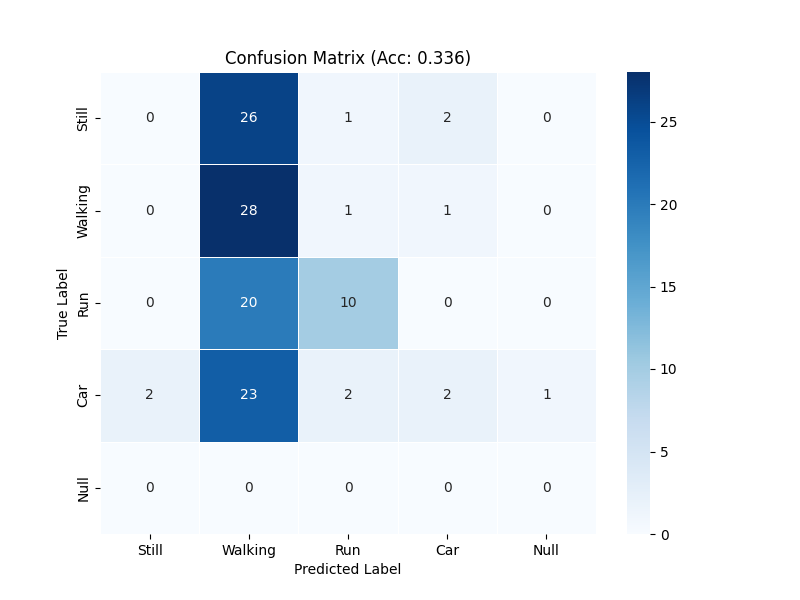 Confusion Matrix (Acc: 0.336)
True Label
Still
0 26 1 2 0
Walking
0 28 1 1 0
Run
0 20 10 0 0
Car
2 23 2 2 1
Null
0 0 0 0 0
Still Walking Run Car Null
Predicted Label
25
20
15
10
5
0